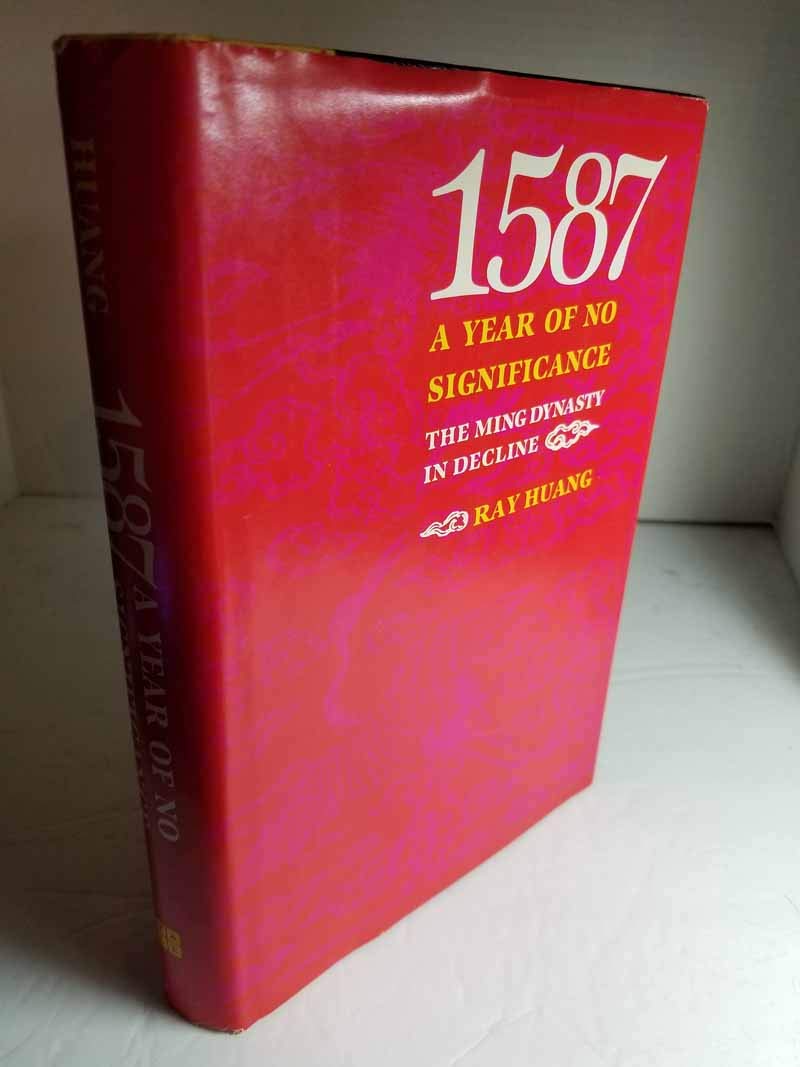 1587
A YEAR OF NO
SIGNIFICANCE
THE MING DYNASTY
IN DECLINE
RAY HUANG
HUANG
1587 A YEAR OF NO